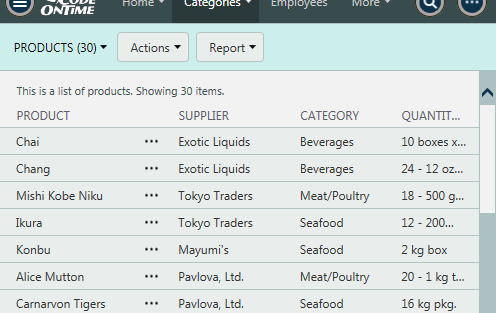 CODE
ONTIME
Home Categories Employees More
PRODUCTS (30) Actions Report
This is a list of products. Showing 30 items.
PRODUCT SUPPLIER CATEGORY QUANTIT...
Chai ... Exotic Liquids Beverages 10 boxes x...
Chang ... Exotic Liquids Beverages 24 - 12 oz...
Mishi Kobe Niku ... Tokyo Traders Meat/Poultry 18 - 500 g...
Ikura ... Tokyo Traders Seafood 12 - 200...
Konbu ... Mayumi's Seafood 2 kg box
Alice Mutton ... Pavlova, Ltd. Meat/Poultry 20 - 1 kg t...
Carnarvon Tigers ... Pavlova, Ltd. Seafood 16 kg pkg.